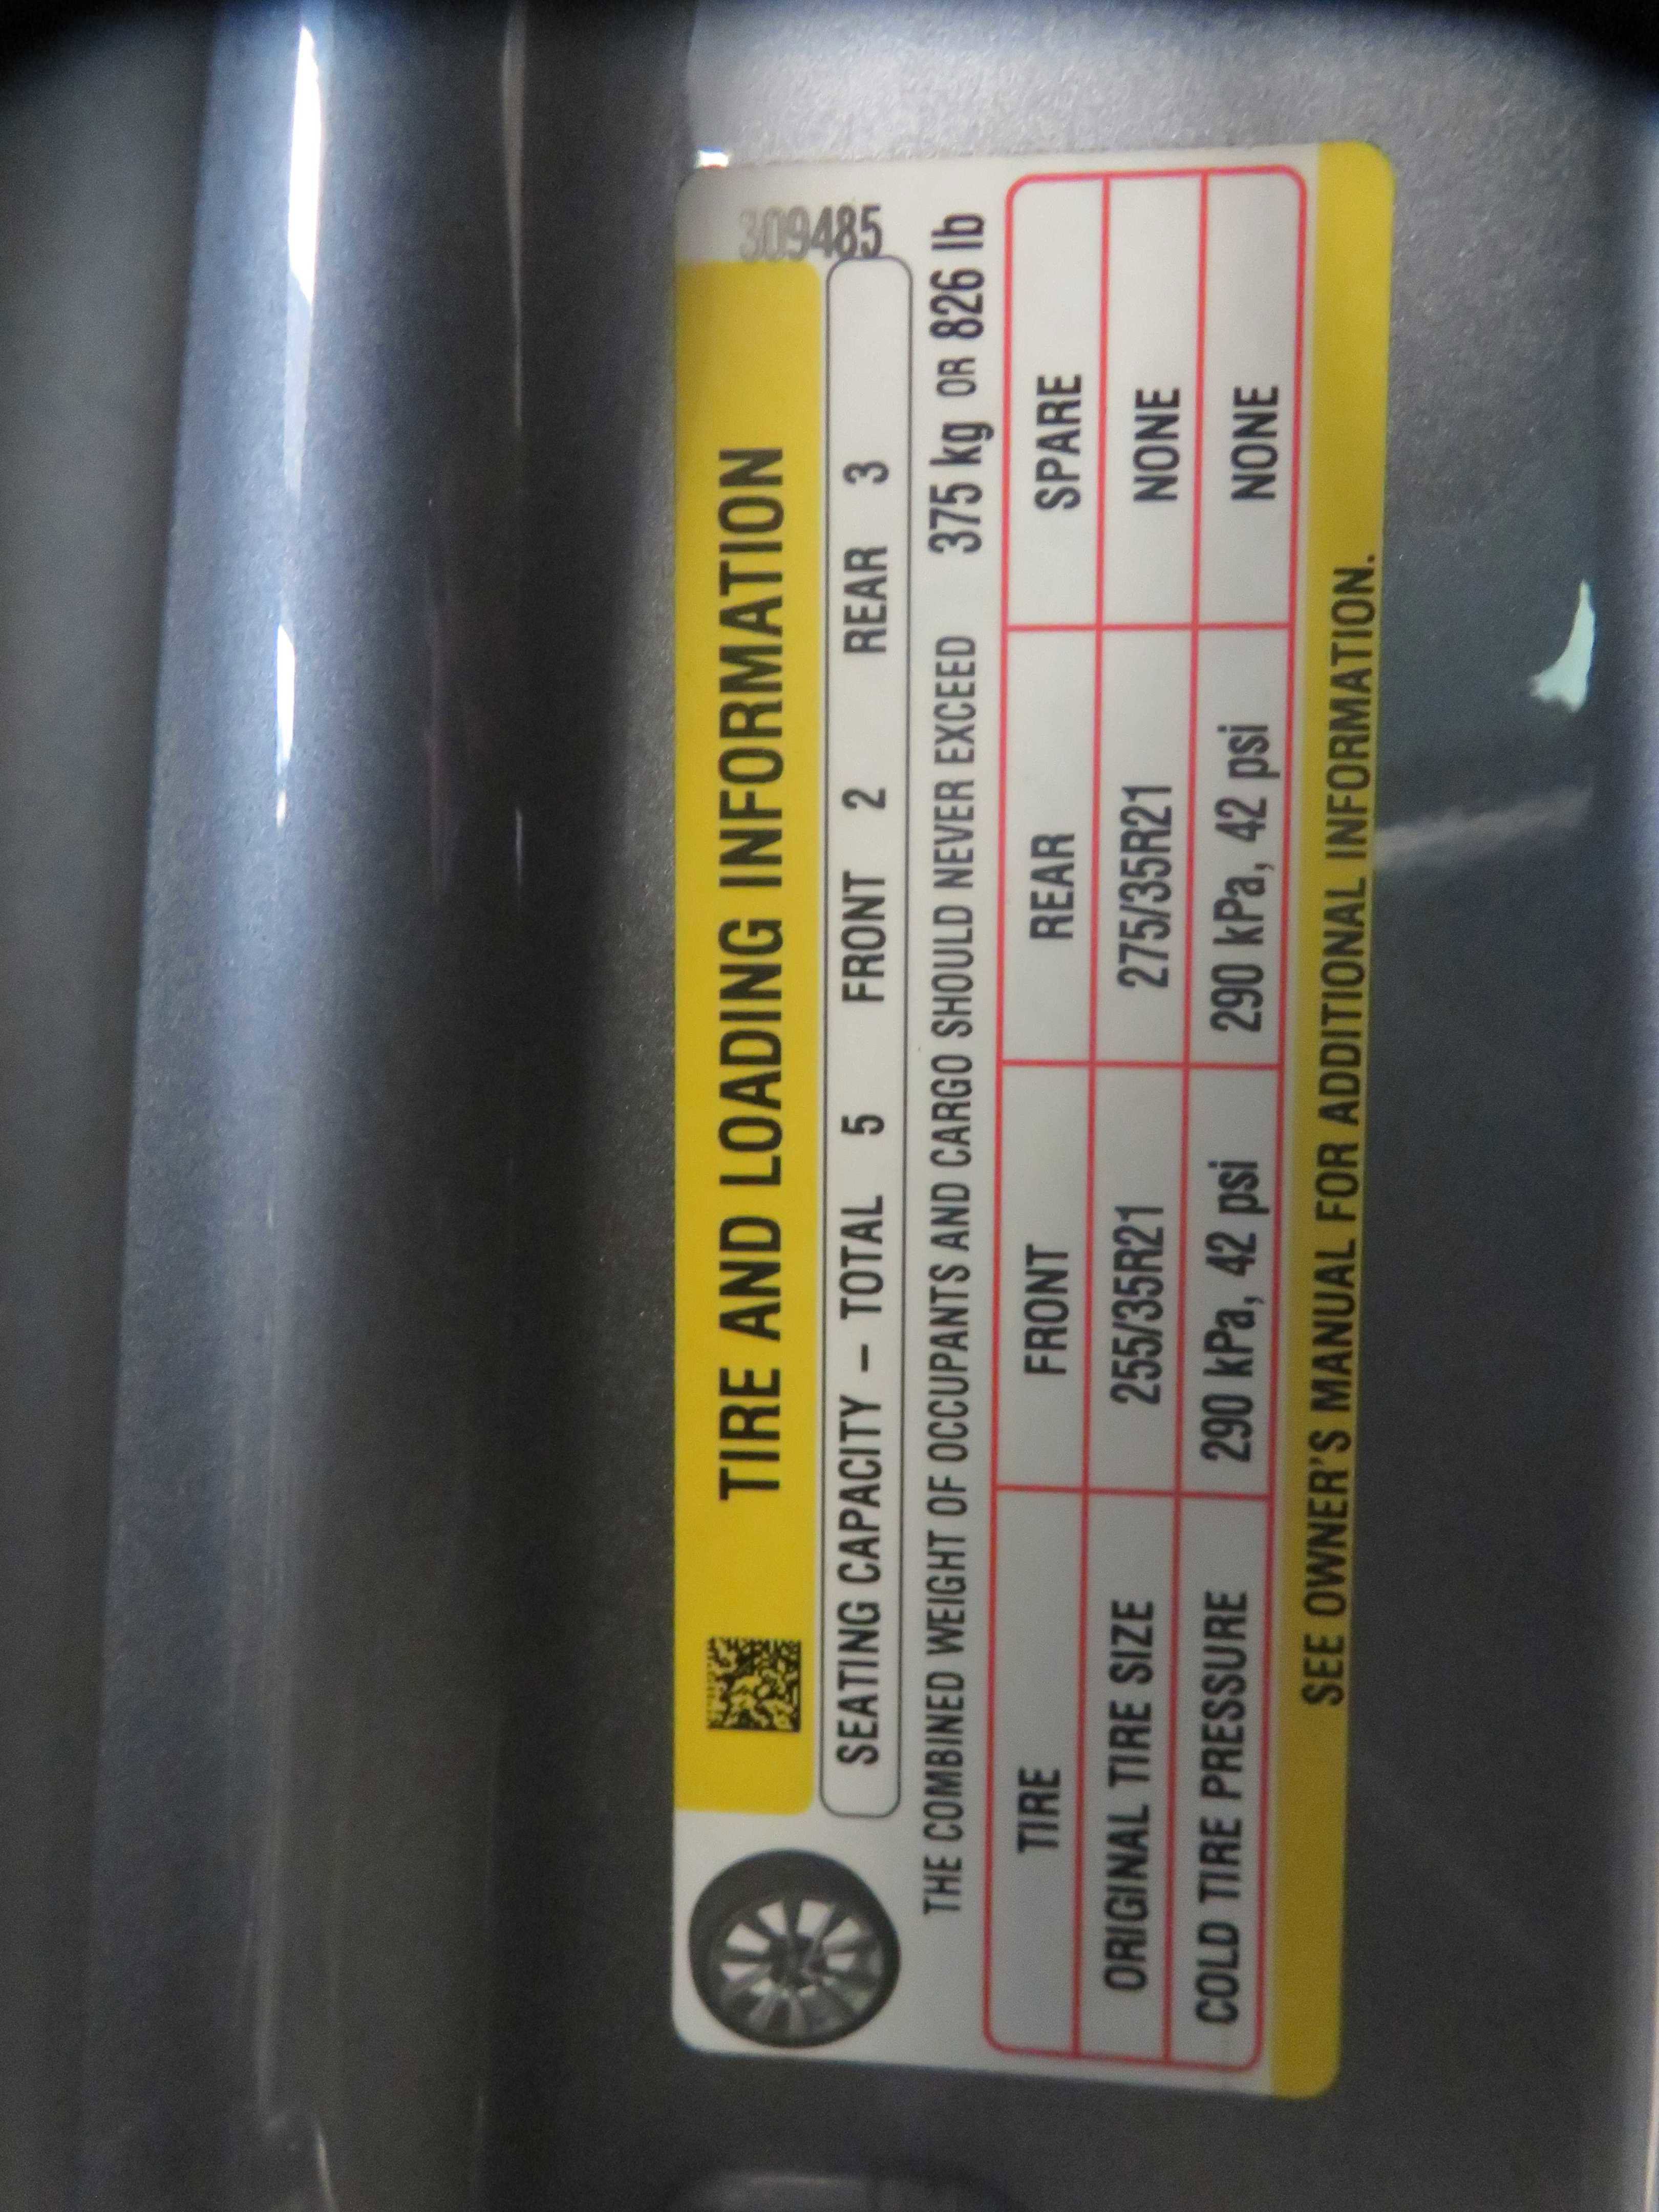 309485
TIRE AND LOADING INFORMATION
SEATING CAPACITY – TOTAL 5 FRONT 2 REAR 3
THE COMBINED WEIGHT OF OCCUPANTS AND CARGO SHOULD NEVER EXCEED 375 kg OR 826 lb
TIRE FRONT REAR SPARE
ORIGINAL TIRE SIZE 255/35R21 275/35R21 NONE
COLD TIRE PRESSURE 290 kPa, 42 psi 290 kPa, 42 psi NONE
SEE OWNER'S MANUAL FOR ADDITIONAL INFORMATION.